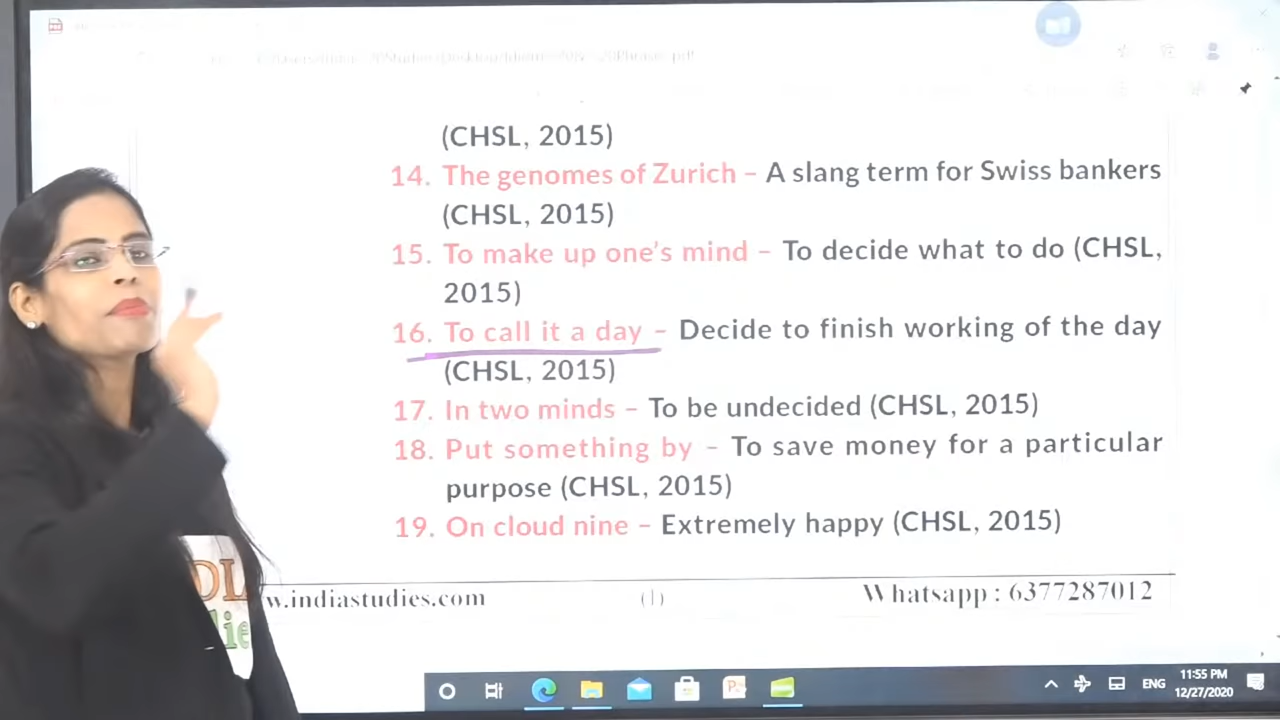 (CHSL, 2015)
14. The genomes of Zurich – A slang term for Swiss bankers
(CHSL, 2015)
15. To make up one's mind – To decide what to do (CHSL,
2015)
16. To call it a day – Decide to finish working of the day
(CHSL, 2015)
17. In two minds – To be undecided (CHSL, 2015)
18. Put something by – To save money for a particular
purpose (CHSL, 2015)
19. On cloud nine – Extremely happy (CHSL, 2015)
w.indiastudies.com (1) Whatsapp : 6377287012
ENG 11:55 PM
12/27/2020